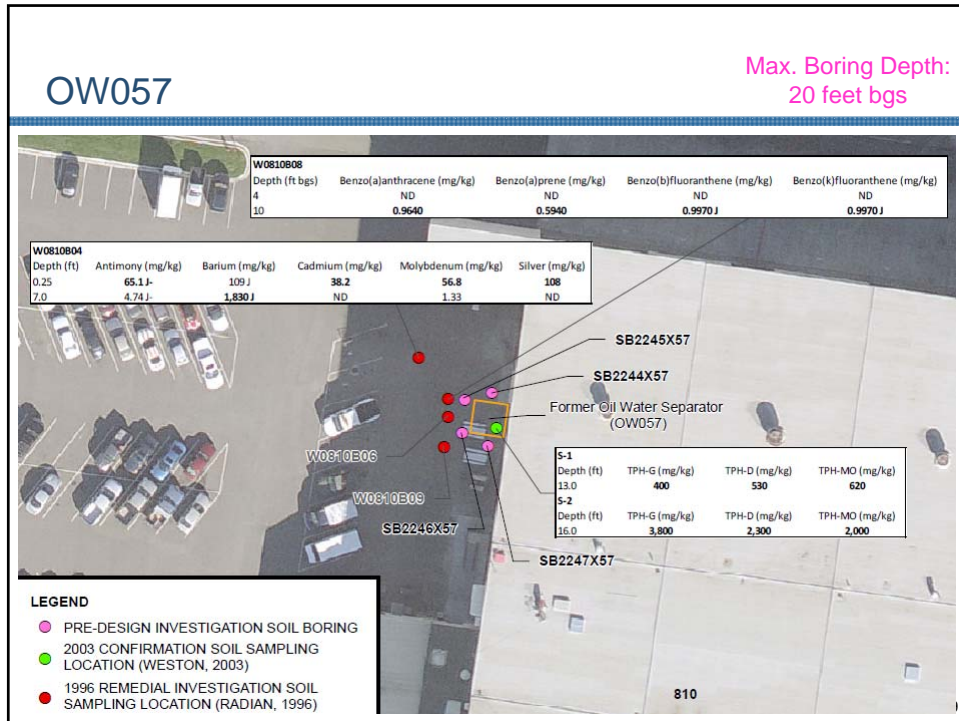 OW057
Max. Boring Depth:
20 feet bgs
W0810B08
Depth (ft bgs) Benzo(a)anthracene (mg/kg) Benzo(a)prene (mg/kg) Benzo(b)fluoranthene (mg/kg) Benzo(k)fluoranthene (mg/kg)
4 ND ND ND ND
10 0.9640 0.5940 0.9970 J 0.9970 J
W0810B04
Depth (ft) Antimony (mg/kg) Barium (mg/kg) Cadmium (mg/kg) Molybdenum (mg/kg) Silver (mg/kg)
0.25 65.1 J- 109 J 38.2 56.8 108
7.0 4.74 J- 1,830 J ND 1.33 ND
SB2245X57
SB2244X57
Former Oil Water Separator
(OW057)
W0810B06
W0810B09
SB2246X57
SB2247X57
S-1
Depth (ft) TPH-G (mg/kg) TPH-D (mg/kg) TPH-MO (mg/kg)
13.0 400 530 620
S-2
Depth (ft) TPH-G (mg/kg) TPH-D (mg/kg) TPH-MO (mg/kg)
16.0 3,800 2,300 2,000
LEGEND
PRE-DESIGN INVESTIGATION SOIL BORING
2003 CONFIRMATION SOIL SAMPLING
LOCATION (WESTON, 2003)
1996 REMEDIAL INVESTIGATION SOIL
SAMPLING LOCATION (RADIAN, 1996)
810